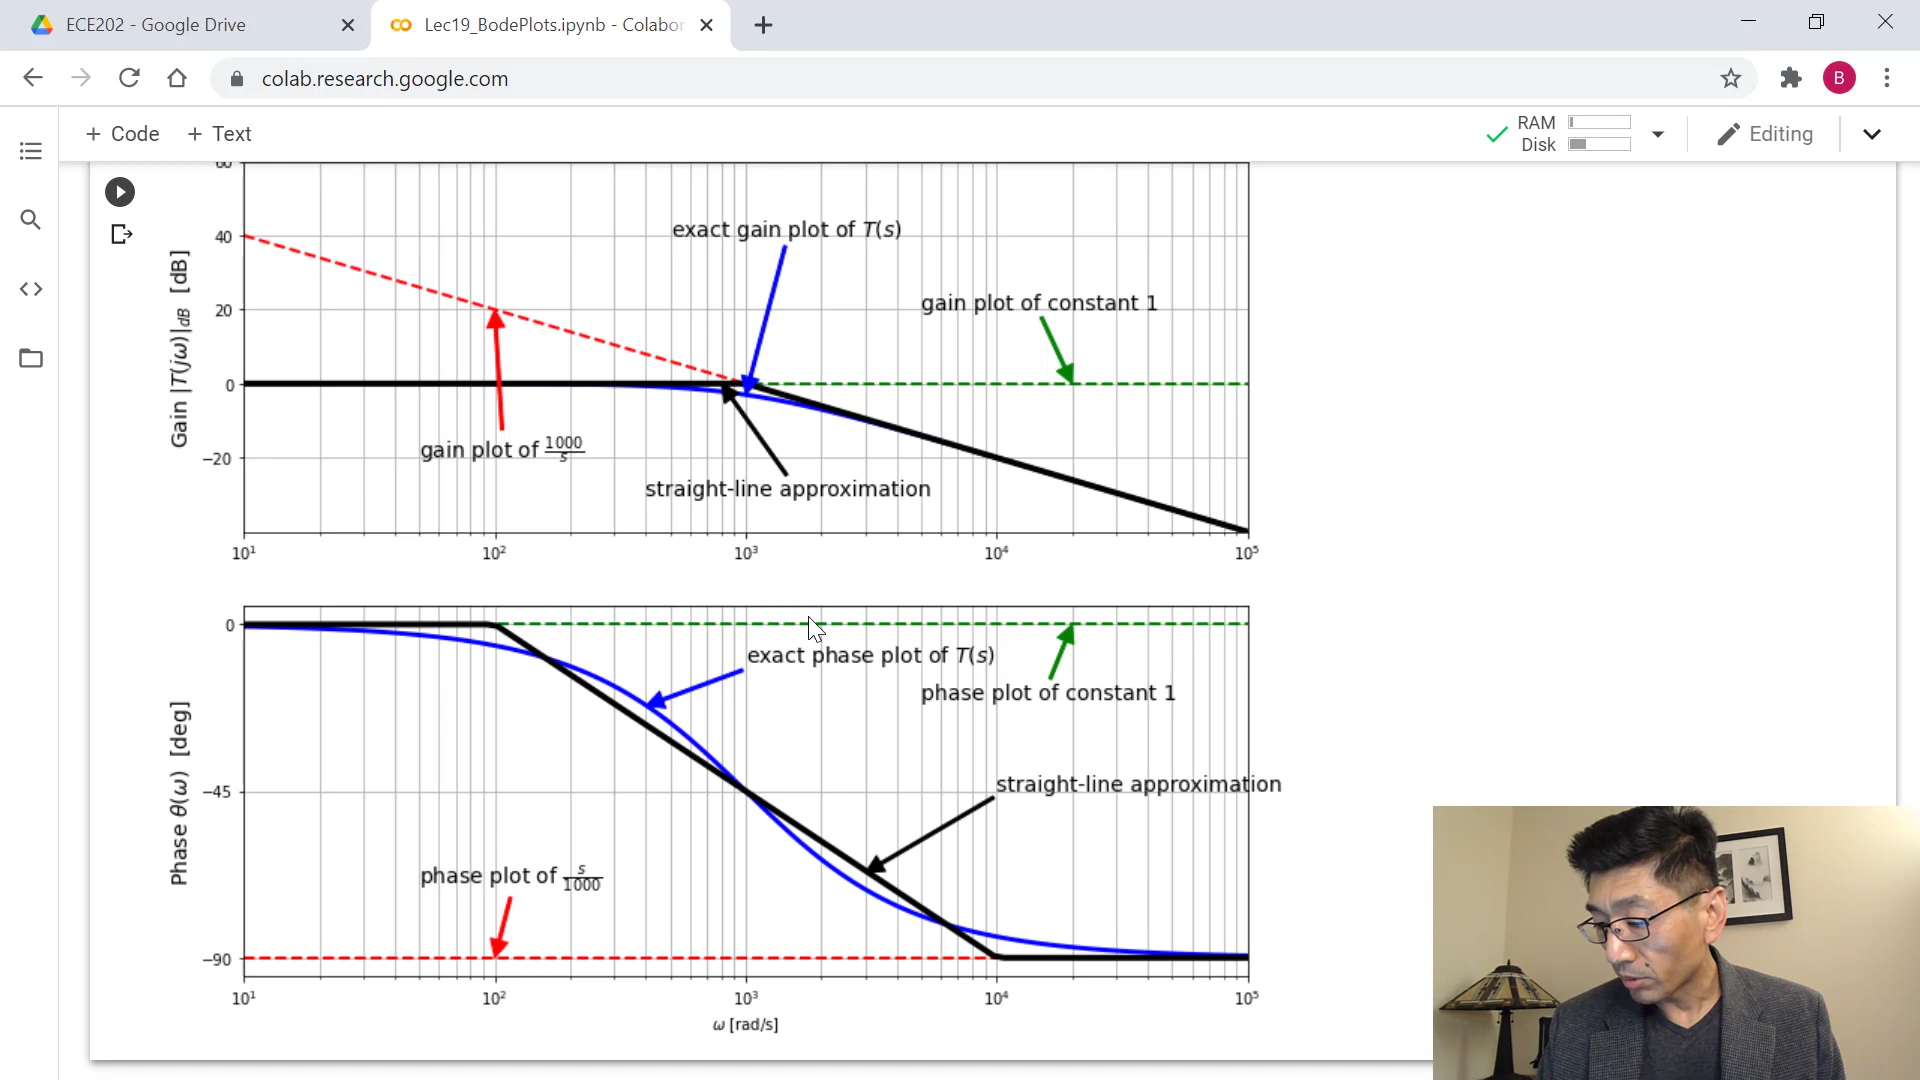 ECE202 - Google Drive
Lec19_BodePlots.ipynb - Colabor
colab.research.google.com
B
+ Code + Text
RAM
Disk
Editing
60
exact gain plot of T(s)
40
gain plot of constant 1
20
Gain |T(jω)|dB [dB]
0
gain plot of 1000/s
−20
straight-line approximation
10¹ 10² 10³ 10⁴ 10⁵
0
exact phase plot of T(s)
phase plot of constant 1
Phase θ(ω) [deg]
straight-line approximation
−45
phase plot of s/1000
−90
10¹ 10² 10³ 10⁴ 10⁵
ω [rad/s]